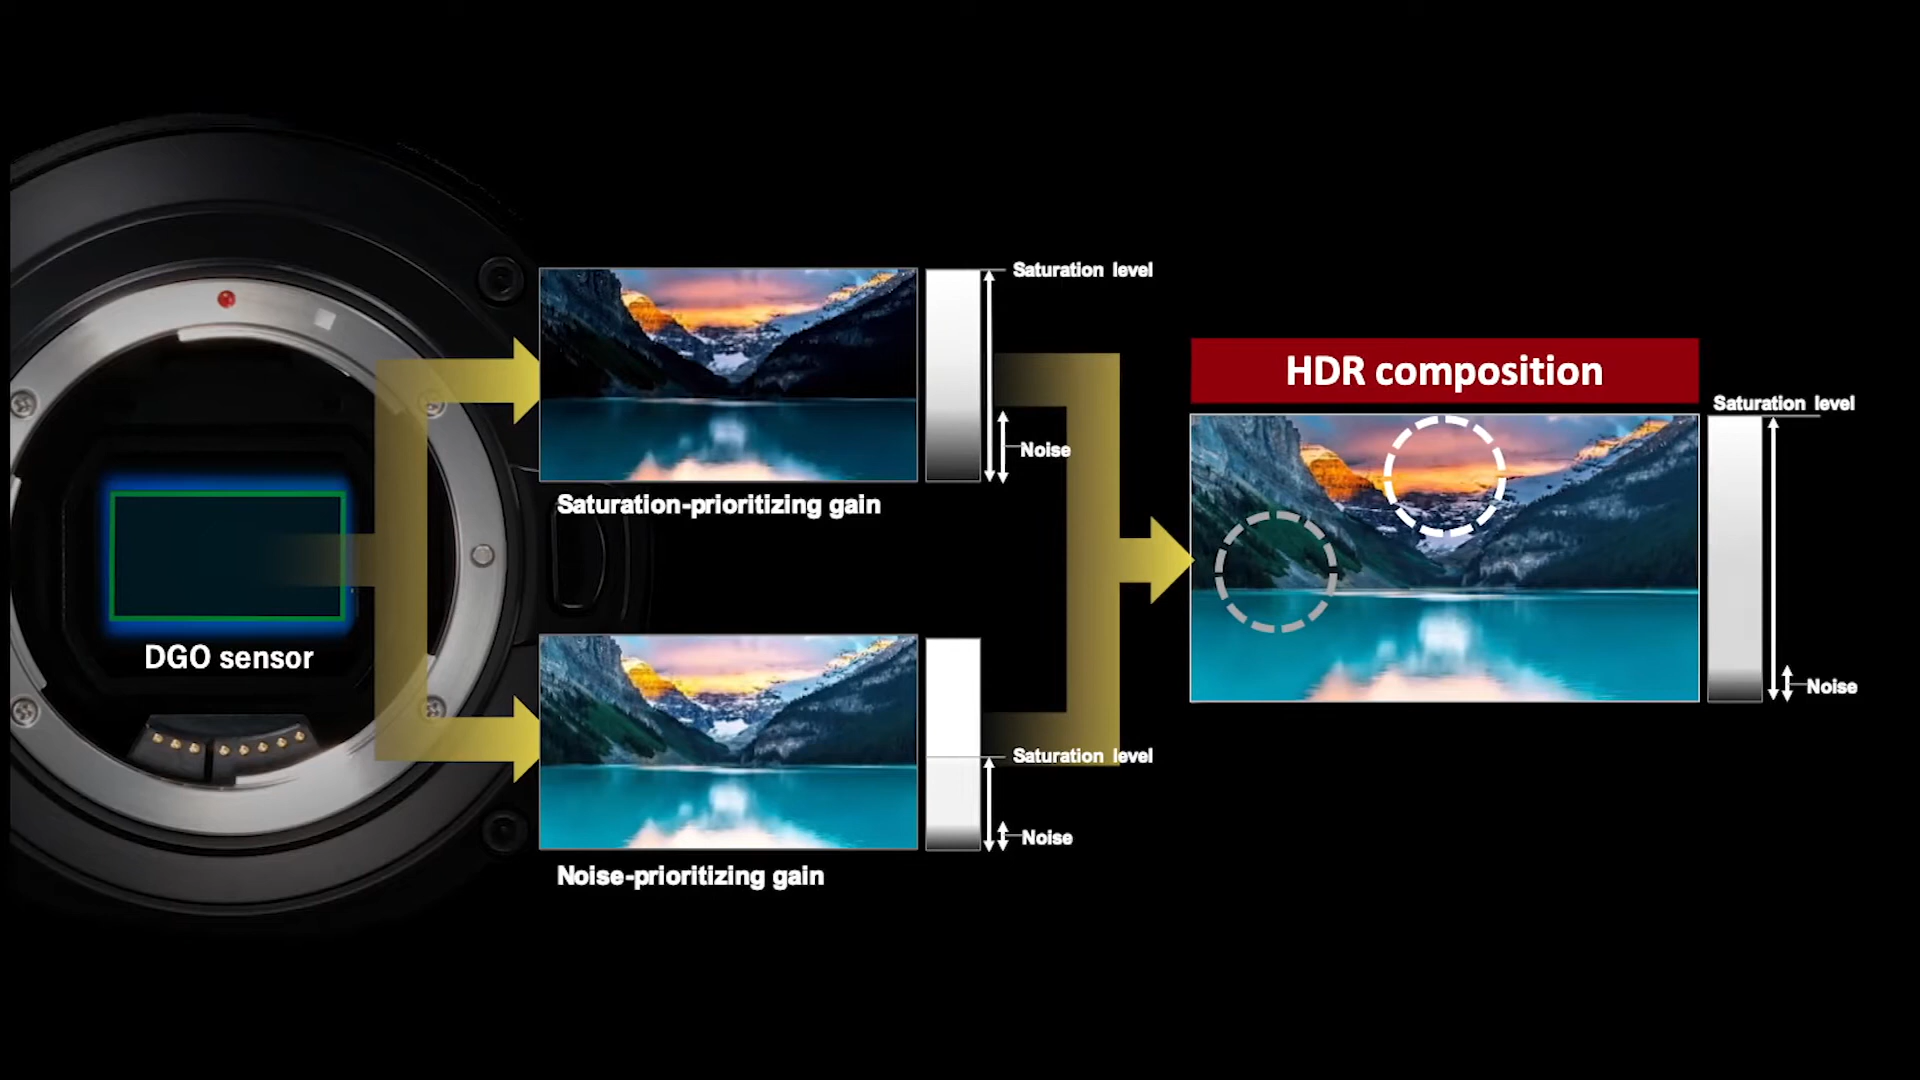 Saturation level
Noise
Saturation-prioritizing gain
HDR composition
Saturation level
Noise
DGO sensor
Saturation level
Noise
Noise-prioritizing gain